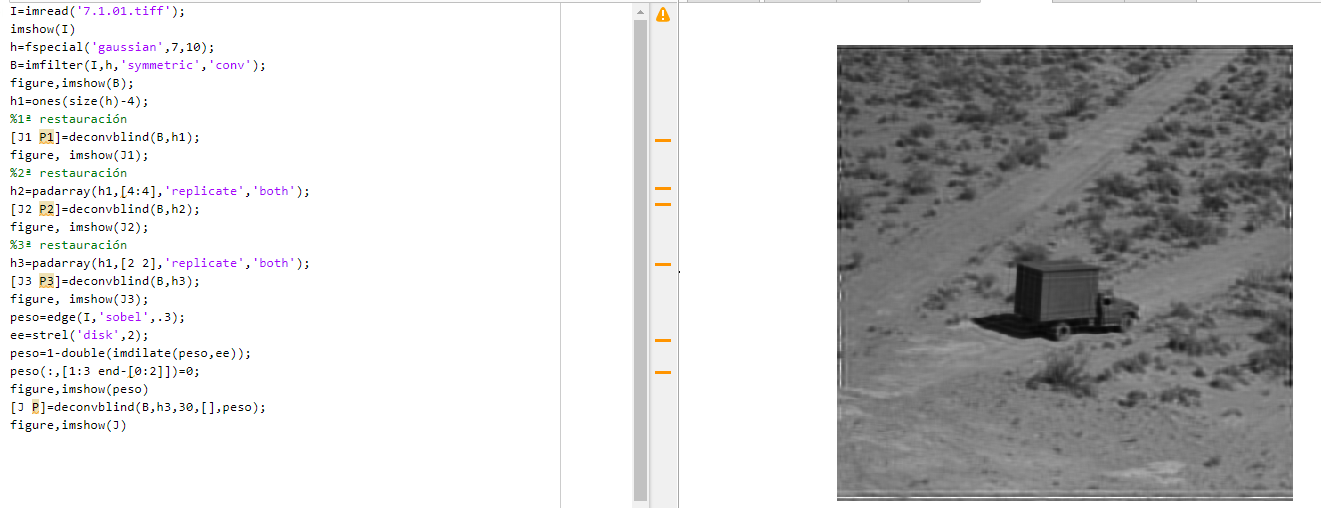 I=imread('7.1.01.tiff');
imshow(I)
h=fspecial('gaussian',7,10);
B=imfilter(I,h,'symmetric','conv');
figure,imshow(B);
h1=ones(size(h)-4);
%1ª restauración
[J1 P1]=deconvblind(B,h1);
figure, imshow(J1);
%2ª restauración
h2=padarray(h1,[4:4],'replicate','both');
[J2 P2]=deconvblind(B,h2);
figure, imshow(J2);
%3ª restauración
h3=padarray(h1,[2 2],'replicate','both');
[J3 P3]=deconvblind(B,h3);
figure, imshow(J3);
peso=edge(I,'sobel',.3);
ee=strel('disk',2);
peso=1-double(imdilate(peso,ee));
peso(:,[1:3 end-[0:2]])=0;
figure,imshow(peso)
[J P]=deconvblind(B,h3,30,[],peso);
figure,imshow(J)